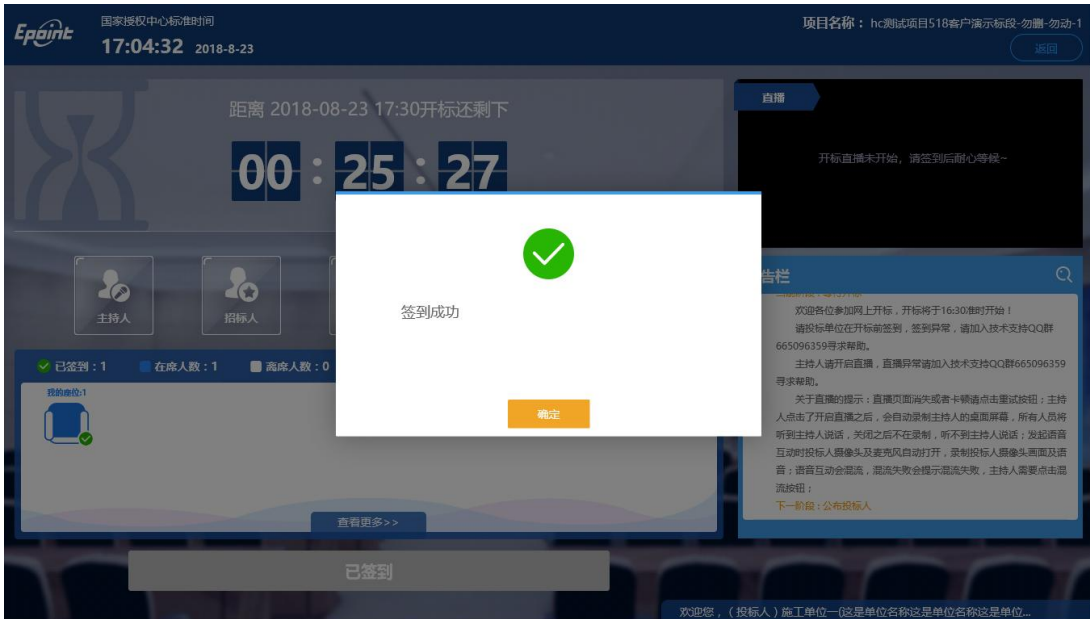 Epoint
国家授权中心标准时间
17:04:32 2018-8-23
项目名称：hc测试项目518客户演示标段-勿删-勿动-1
返回
距离 2018-08-23 17:30开标还剩下
00 : 25 : 27
直播
开标直播未开始，请签到后耐心等候~
主持人
招标人
签到成功
确定
告栏
欢迎各位参加网上开标，开标将于16:30准时开始！
请投标单位在开标前签到，签到异常，请加入技术支持QQ群
665096359寻求帮助。
主持人请开启直播，直播异常请加入技术支持QQ群665096359
寻求帮助。
关于直播的提示：直播页面消失或者卡顿请点击重试按钮；主持
人点击了开启直播之后，会自动录制主持人的桌面屏幕，所有人员将
听到主持人说话，关闭之后不在录制，听不到主持人说话；发起语音
互动时投标人摄像头及麦克风自动打开，录制投标人摄像头画面及语
音；语音互动会混流，混流失败会提示混流失败，主持人需要点击混
流按钮；
下一阶段：公布投标人
已签到：1 在席人数：1 离席人数：0
我的座位:1
查看更多>>
已签到
欢迎您，（投标人）施工单位一(这是单位名称这是单位名称这是单位...